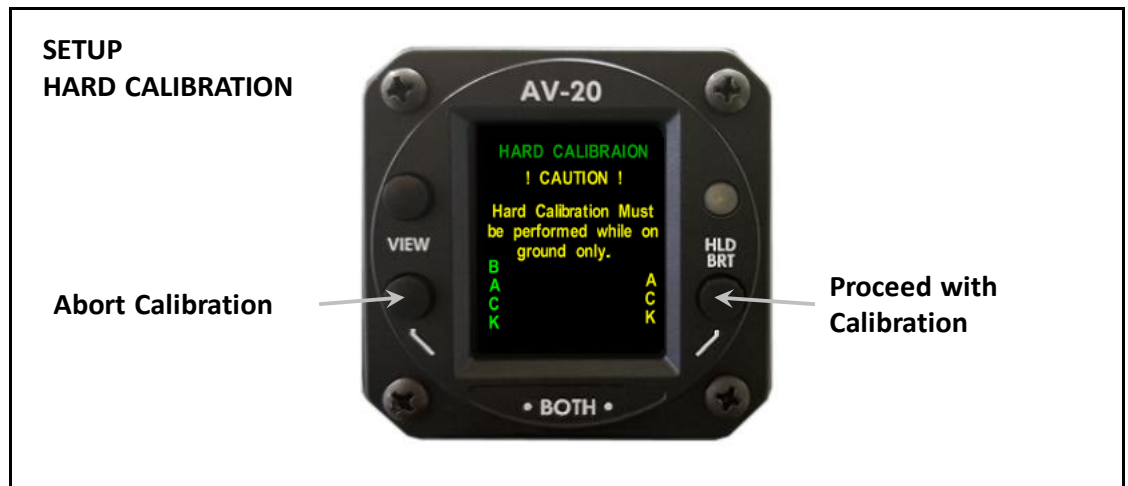 SETUP
HARD CALIBRATION
AV-20
HARD CALIBRAION
! CAUTION !
Hard Calibration Must
be performed while on
ground only.
VIEW
HLD
BRT
B
A
C
K
A
C
K
Abort Calibration
Proceed with
Calibration
• BOTH •